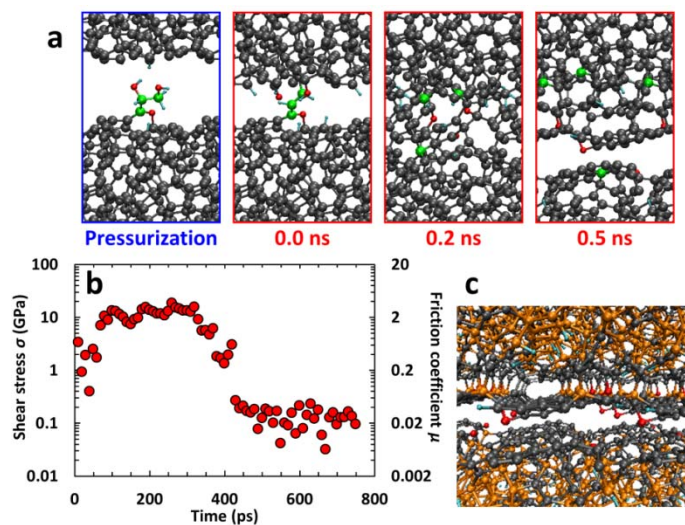 a
Pressurization
0.0 ns
0.2 ns
0.5 ns
b
Shear stress σ (GPa)
100
10
1
0.1
0.01
0
200
400
600
800
Time (ps)
20
2
0.2
0.02
0.002
Friction coefficient μ
c